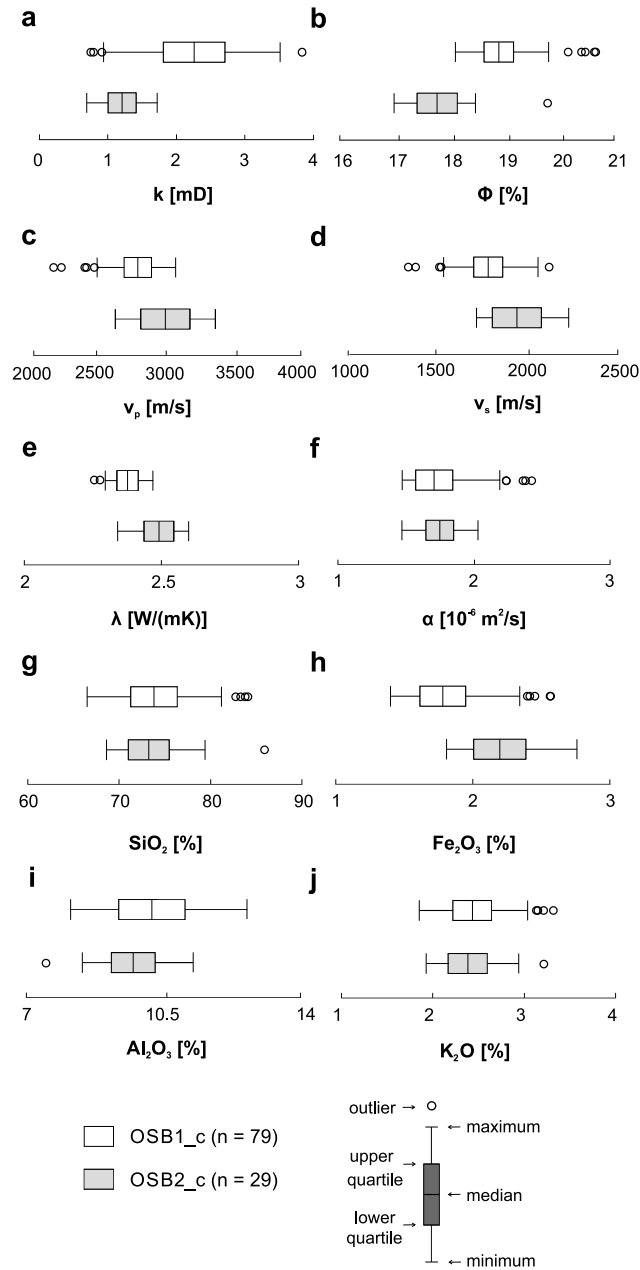 a
b
0 1 2 3 4
16 17 18 19 20 21
k [mD]
Φ [%]
c
d
2000 2500 3000 3500 4000
1000 1500 2000 2500
vₚ [m/s]
vₛ [m/s]
e
f
2 2.5 3
1 2 3
λ [W/(mK)]
α [10⁻⁶ m²/s]
g
h
60 70 80 90
1 2 3
SiO₂ [%]
Fe₂O₃ [%]
i
j
7 10.5 14
1 2 3 4
Al₂O₃ [%]
K₂O [%]
OSB1_c (n = 79)
OSB2_c (n = 29)
outlier
maximum
upper
quartile
median
lower
quartile
minimum